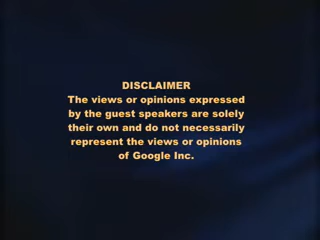 DISCLAIMER
The views or opinions expressed
by the guest speakers are solely
their own and do not necessarily
represent the views or opinions
of Google Inc.